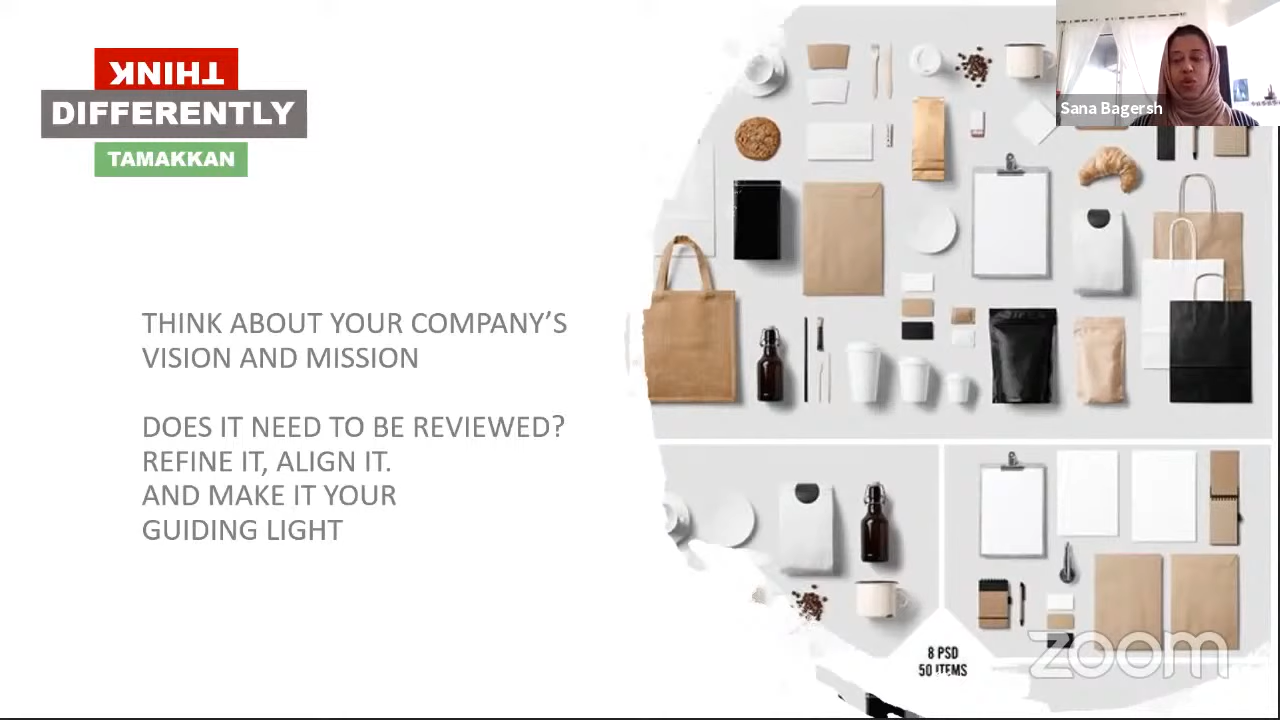 THINK
DIFFERENTLY
TAMAKKAN
THINK ABOUT YOUR COMPANY’S
VISION AND MISSION
DOES IT NEED TO BE REVIEWED?
REFINE IT, ALIGN IT.
AND MAKE IT YOUR
GUIDING LIGHT
Sana Bagersh
8 PSD
50 ITEMS
zoom